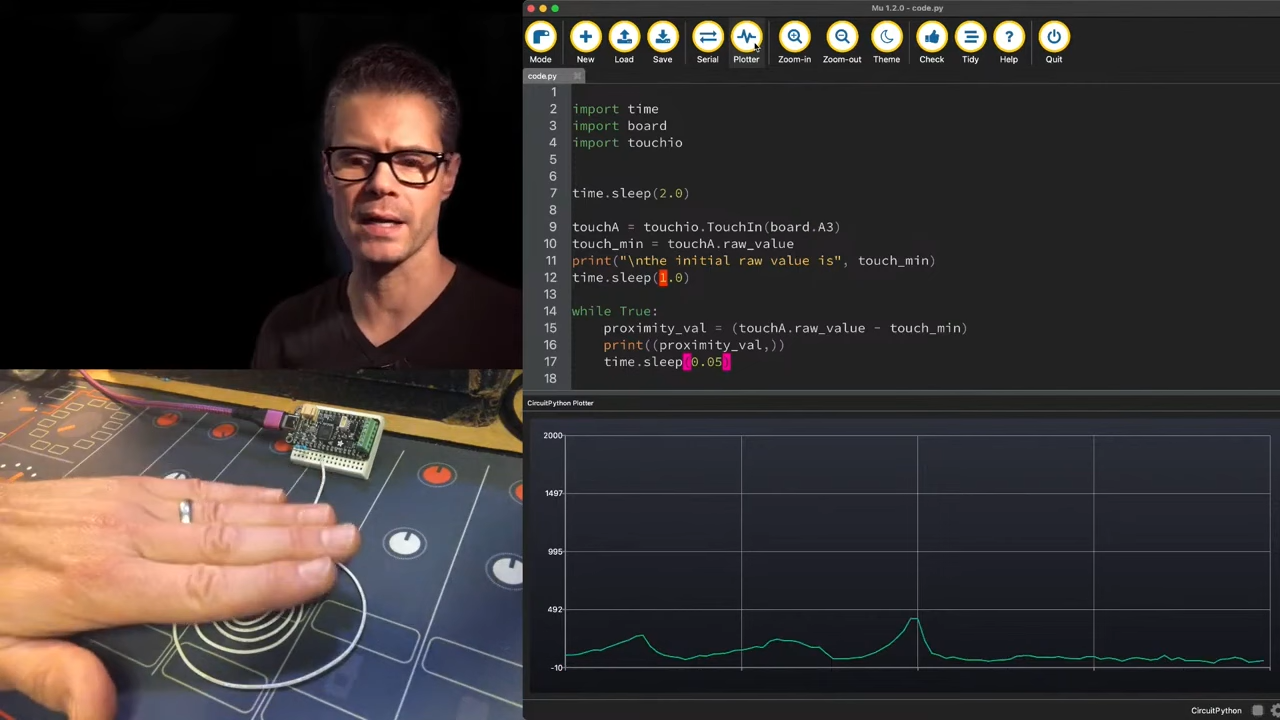 Mu 1.2.0 - code.py
Mode New Load Save Serial Plotter Zoom-in Zoom-out Theme Check Tidy Help Quit
code.py
1
2 import time
3 import board
4 import touchio
5
6
7 time.sleep(2.0)
8
9 touchA = touchio.TouchIn(board.A3)
10 touch_min = touchA.raw_value
11 print("\nthe initial raw value is", touch_min)
12 time.sleep(1.0)
13
14 while True:
15 proximity_val = (touchA.raw_value - touch_min)
16 print((proximity_val,))
17 time.sleep(0.05)
18
CircuitPython Plotter
2000
1497
995
492
-10
CircuitPython